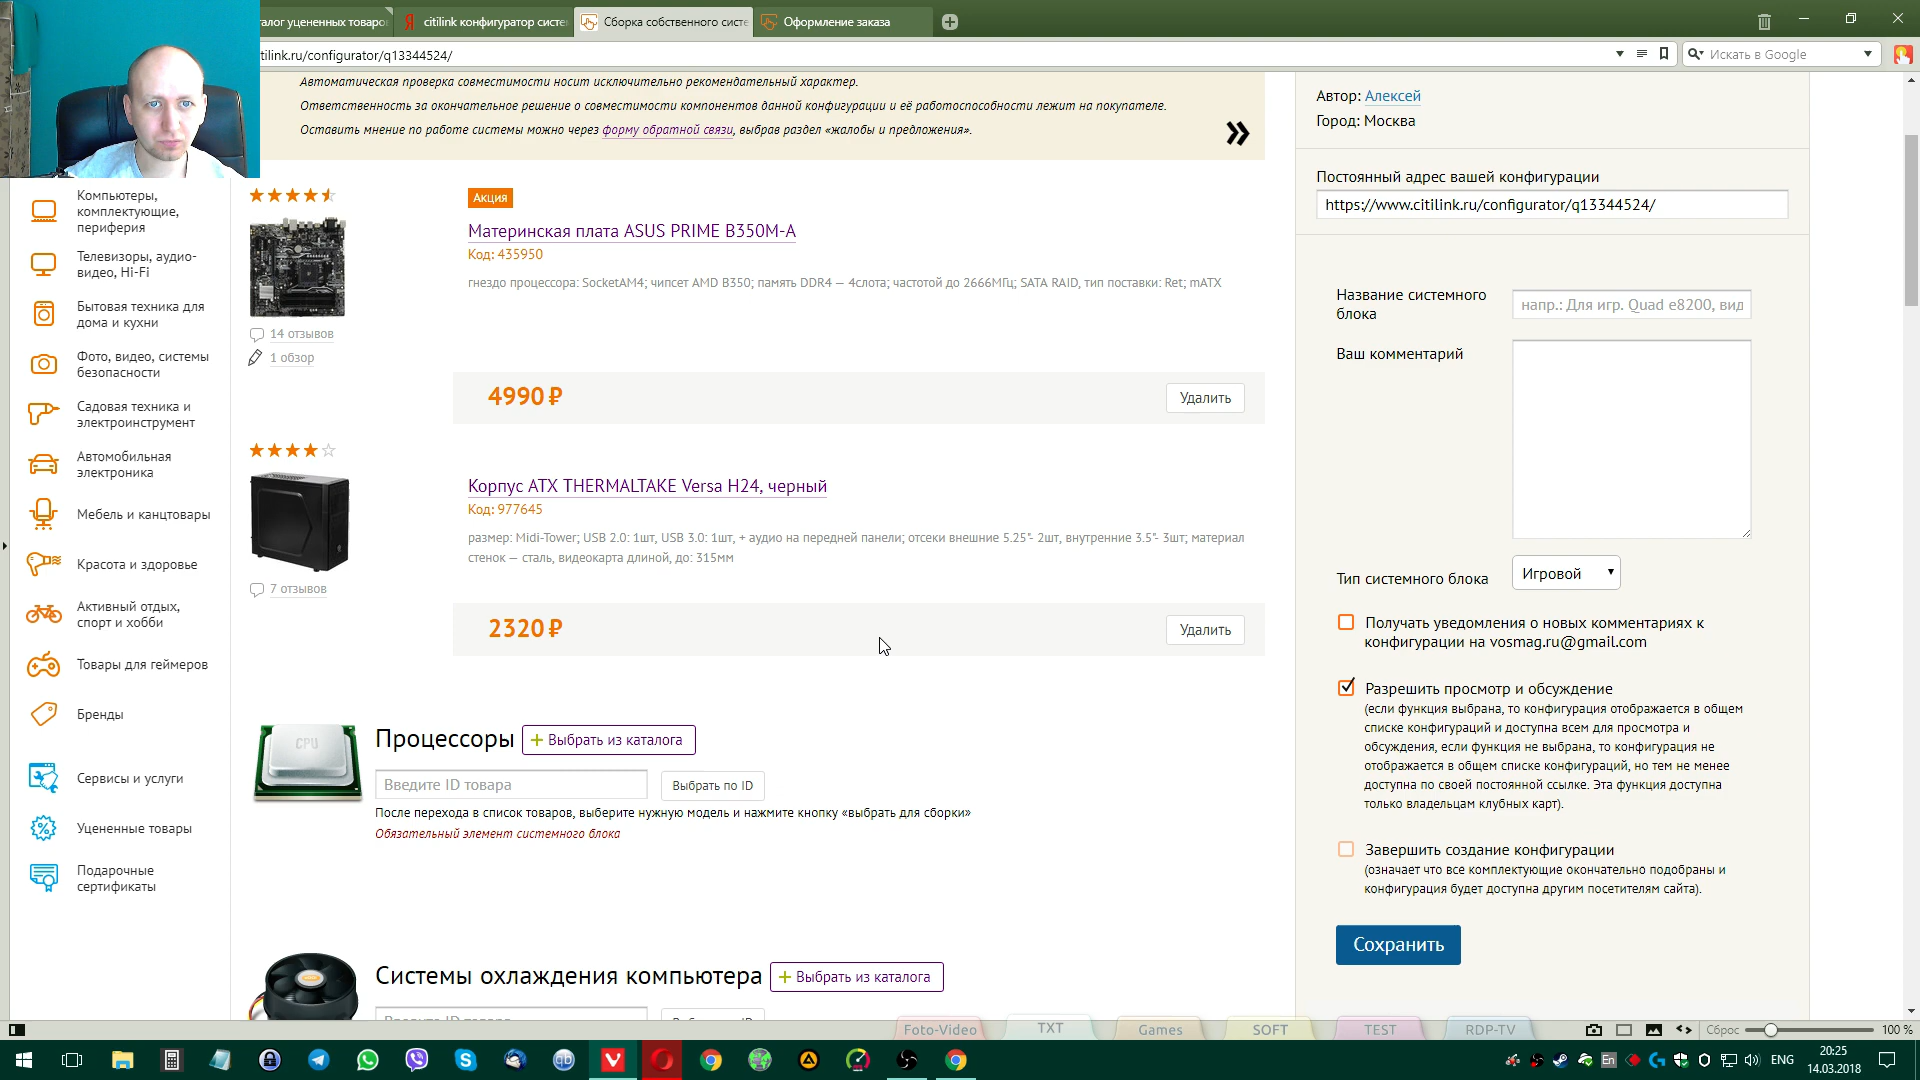 талог уцененных товаро
citilink конфигуратор систе
Сборка собственного систе
Оформление заказа
tilink.ru/configurator/q13344524/
Искать в Google
Автоматическая проверка совместимости носит исключительно рекомендательный характер.
Ответственность за окончательное решение о совместимости компонентов данной конфигурации и её работоспособности лежит на покупателе.
Оставить мнение по работе системы можно через форму обратной связи, выбрав раздел «жалобы и предложения».
Автор: Алексей
Город: Москва
Постоянный адрес вашей конфигурации
https://www.citilink.ru/configurator/q13344524/
Компьютеры,
комплектующие,
периферия
Телевизоры, аудио-
видео, Hi-Fi
Бытовая техника для
дома и кухни
Фото, видео, системы
безопасности
Садовая техника и
электроинструмент
Автомобильная
электроника
Мебель и канцтовары
Красота и здоровье
Активный отдых,
спорт и хобби
Товары для геймеров
Бренды
Сервисы и услуги
Уцененные товары
Подарочные
сертификаты
Акция
Материнская плата ASUS PRIME B350M-A
Код: 435950
гнездо процессора: SocketAM4; чипсет AMD B350; память DDR4 — 4слота; частотой до 2666МГц; SATA RAID, тип поставки: Ret; mATX
14 отзывов
1 обзор
4990 ₽
Удалить
Корпус ATX THERMALTAKE Versa H24, черный
Код: 977645
размер: Midi-Tower; USB 2.0: 1шт, USB 3.0: 1шт, + аудио на передней панели; отсеки внешние 5.25"- 2шт, внутренние 3.5"- 3шт; материал
стенок — сталь, видеокарта длиной, до: 315мм
7 отзывов
2320 ₽
Удалить
CPU
Процессоры
+ Выбрать из каталога
Введите ID товара
Выбрать по ID
После перехода в список товаров, выберите нужную модель и нажмите кнопку «выбрать для сборки»
Обязательный элемент системного блока
Системы охлаждения компьютера
+ Выбрать из каталога
Введите ID товара
Выбрать по ID
Название системного
блока
напр.: Для игр. Quad e8200, вид
Ваш комментарий
Тип системного блока
Игровой
Получать уведомления о новых комментариях к
конфигурации на vosmag.ru@gmail.com
Разрешить просмотр и обсуждение
(если функция выбрана, то конфигурация отображается в общем
списке конфигураций и доступна всем для просмотра и
обсуждения, если функция не выбрана, то конфигурация не
отображается в общем списке конфигураций, но тем не менее
доступна по своей постоянной ссылке. Эта функция доступна
только владельцам клубных карт).
Завершить создание конфигурации
(означает что все комплектующие окончательно подобраны и
конфигурация будет доступна другим посетителям сайта).
Сохранить
Foto-Video
TXT
Games
SOFT
TEST
RDP-TV
Сброс
100 %
En
ENG
20:25
14.03.2018